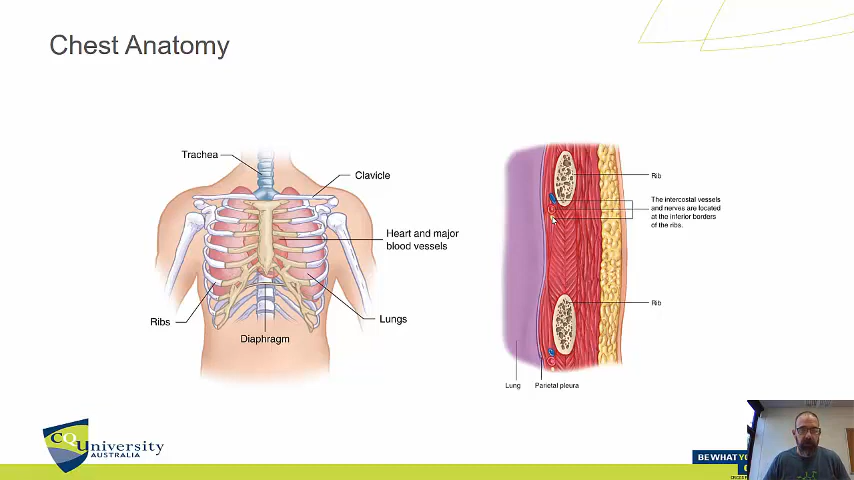 Chest Anatomy
Trachea
Clavicle
Heart and major
blood vessels
Ribs
Lungs
Diaphragm
Rib
The intercostal vessels
and nerves are located
at the inferior borders
of the ribs.
Rib
Lung
Parietal pleura
CQUniversity
AUSTRALIA
BE WHAT